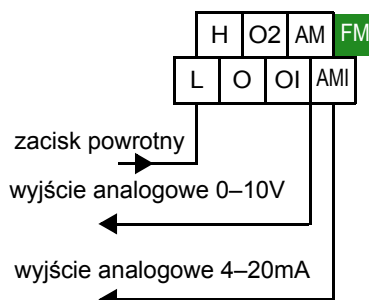 H O2 AM FM
L O OI AMI
zacisk powrotny
wyjście analogowe 0–10V
wyjście analogowe 4–20mA